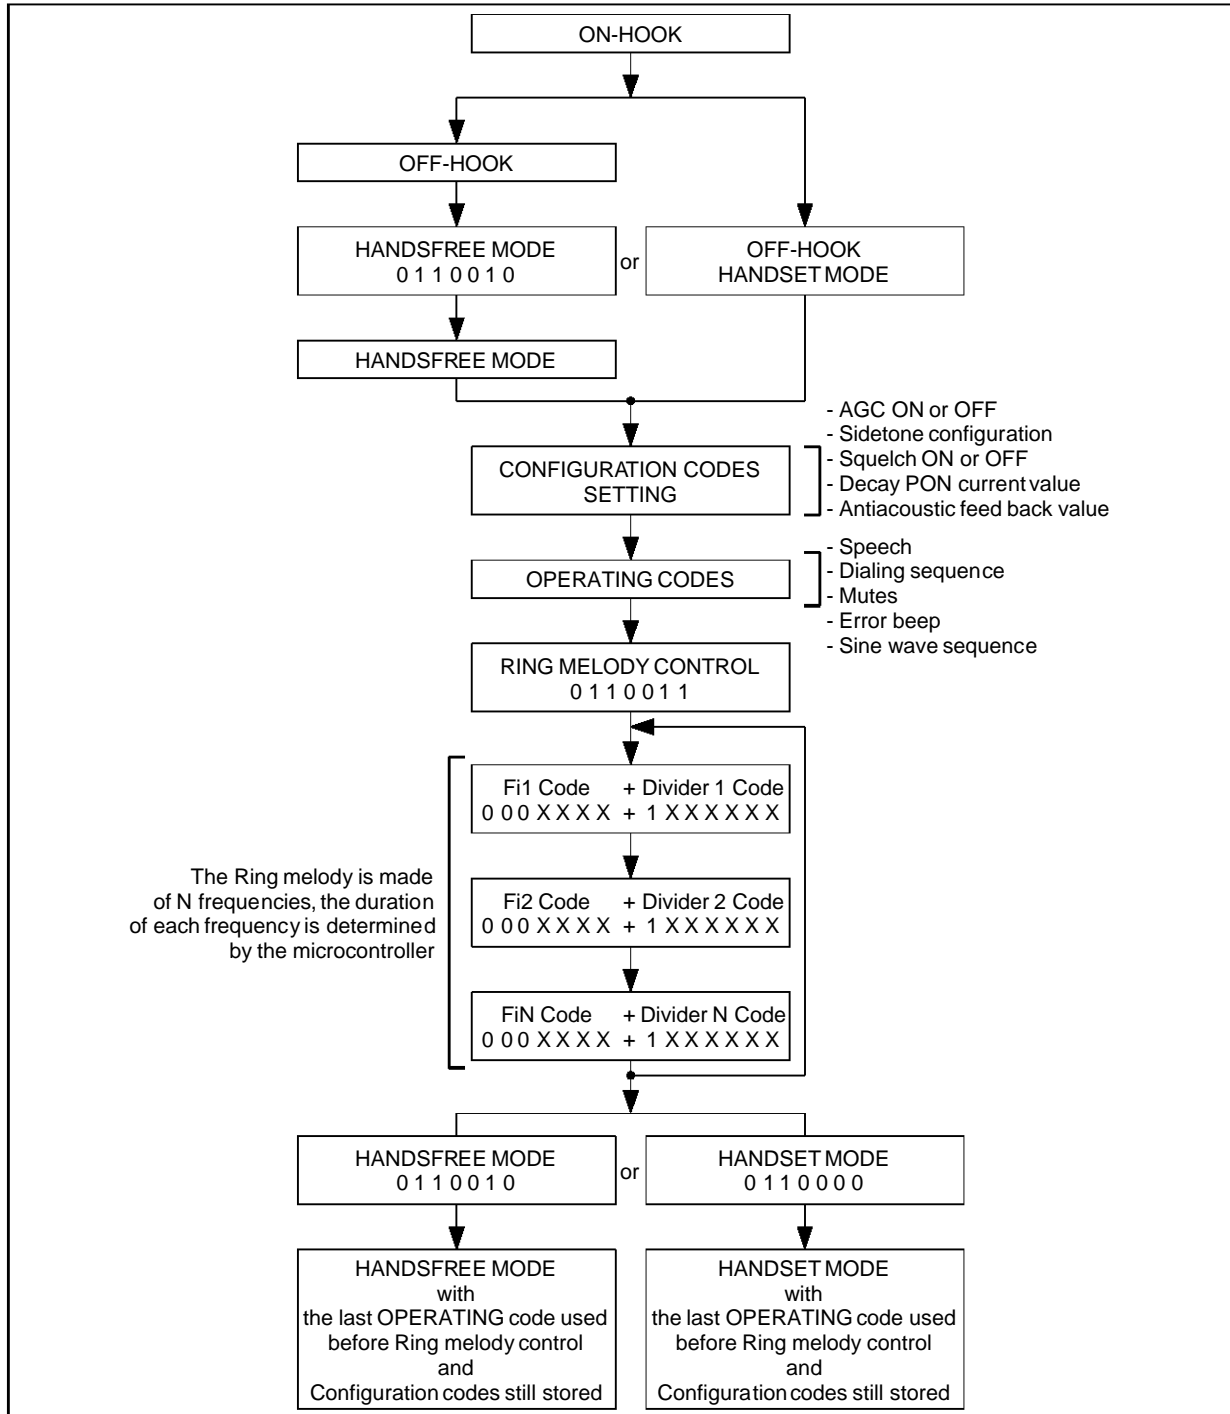 ON-HOOK
OFF-HOOK
HANDSFREE MODE
0 1 1 0 0 1 0
or
OFF-HOOK
HANDSET MODE
HANDSFREE MODE
- AGC ON or OFF
- Sidetone configuration
- Squelch ON or OFF
- Decay PON current value
- Antiacoustic feed back value
CONFIGURATION CODES
SETTING
- Speech
- Dialing sequence
- Mutes
- Error beep
- Sine wave sequence
OPERATING CODES
RING MELODY CONTROL
0 1 1 0 0 1 1
Fi1 Code + Divider 1 Code
0 0 0 X X X X + 1 X X X X X X
The Ring melody is made
of N frequencies, the duration
of each frequency is determined
by the microcontroller
Fi2 Code + Divider 2 Code
0 0 0 X X X X + 1 X X X X X X
FiN Code + Divider N Code
0 0 0 X X X X + 1 X X X X X X
HANDSFREE MODE
0 1 1 0 0 1 0
or
HANDSET MODE
0 1 1 0 0 0 0
HANDSFREE MODE
with
the last OPERATING code used
before Ring melody control
and
Configuration codes still stored
HANDSET MODE
with
the last OPERATING code used
before Ring melody control
and
Configuration codes still stored